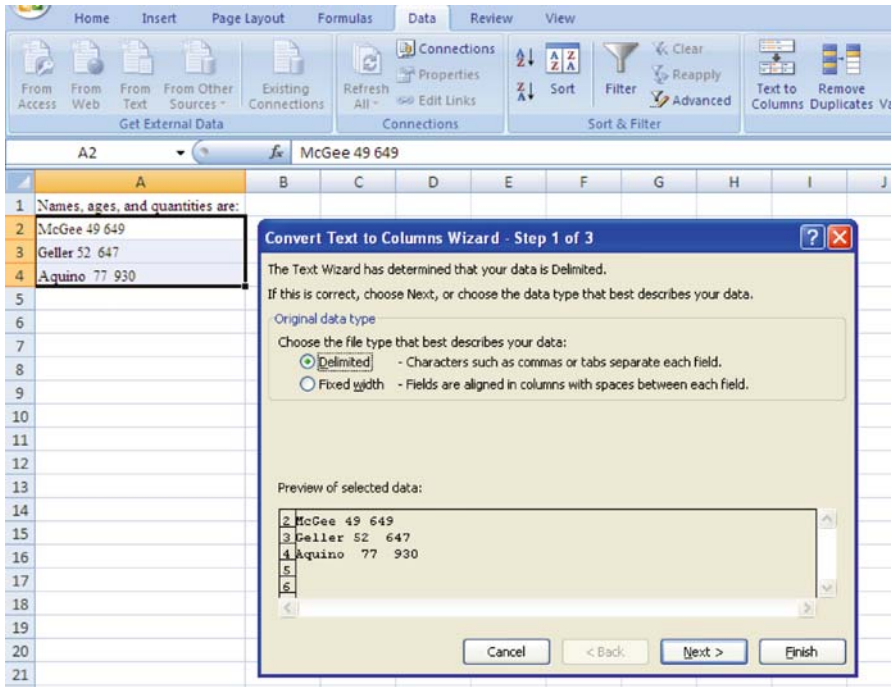 Home Insert Page Layout Formulas Data Review View
From Access
From Web
From Text
From Other Sources
Existing Connections
Get External Data
Refresh All
Connections
Properties
Edit Links
Connections
Sort
Filter
Clear
Reapply
Advanced
Sort & Filter
Text to Columns
Remove Duplicates
A2 fx McGee 49 649
A B C D E F G H I J
1 Names, ages, and quantities are:
2 McGee 49 649
3 Geller 52 647
4 Aquino 77 930
5
6
7
8
9
10
11
12
13
14
15
16
17
18
19
20
21
Convert Text to Columns Wizard - Step 1 of 3
The Text Wizard has determined that your data is Delimited.
If this is correct, choose Next, or choose the data type that best describes your data.
Original data type
Choose the file type that best describes your data:
Delimited - Characters such as commas or tabs separate each field.
Fixed width - Fields are aligned in columns with spaces between each field.
Preview of selected data:
2 McGee 49 649
3 Geller 52 647
4 Aquino 77 930
5
6
Cancel < Back Next > Finish